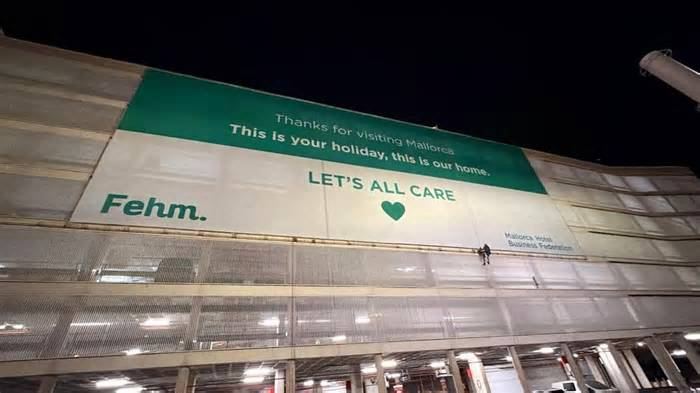 Thanks for visiting Mallorca
This is your holiday, this is our home.
LET'S ALL CARE
Fehm.
Mallorca Hotel
Business Federation